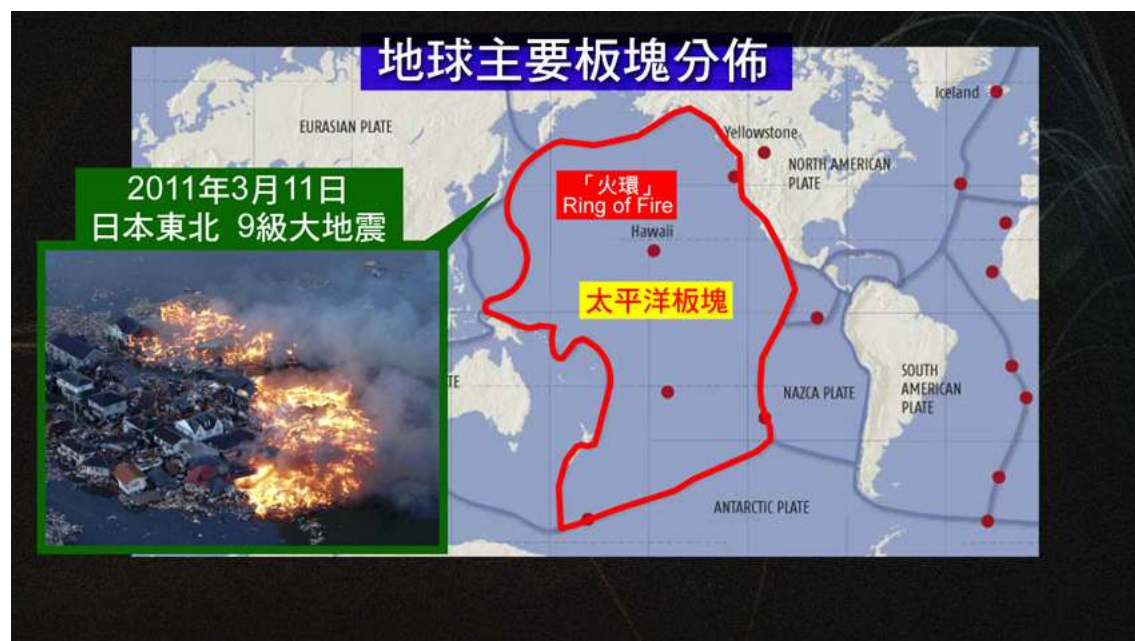 地球主要板塊分佈
Iceland
EURASIAN PLATE
Yellowstone
NORTH AMERICAN
PLATE
2011年3月11日
日本東北 9級大地震
「火環」
Ring of Fire
Hawaii
太平洋板塊
SOUTH
AMERICAN
PLATE
NAZCA PLATE
ANTARCTIC PLATE